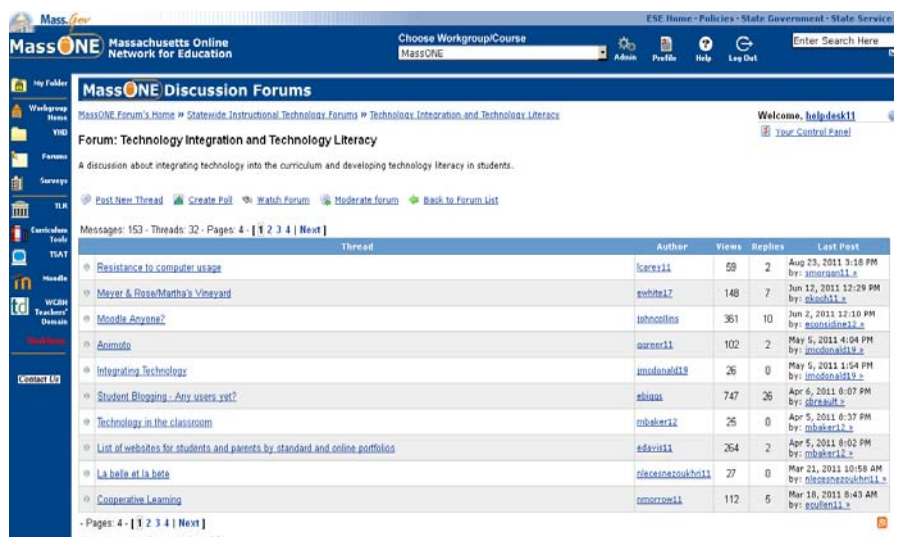 Mass.Gov
ESE Home · Policies · State Government · State Service
MassONE Massachusetts Online Network for Education
Choose Workgroup/Course
MassONE
Admin
Profile
Help
Log Out
Enter Search Here
My Folder
Workgroup Home
VHD
Forums
Surveys
TLR
Curriculum Tools
TSAT
Moodle
WGBH Teachers' Domain
Contact Us
MassONE Discussion Forums
MassONE Forum's Home » Statewide Instructional Technology Forums » Technology Integration and Technology Literacy
Welcome, helpdesk11
Your Control Panel
Forum: Technology Integration and Technology Literacy
A discussion about integrating technology into the curriculum and developing technology literacy in students.
Post New Thread Create Poll Watch Forum Moderate forum Back to Forum List
Messages: 153 - Threads: 32 - Pages: 4 - [ 1 2 3 4 | Next ]
Thread Author Views Replies Last Post
Resistance to computer usage lcarey11 59 2 Aug 23, 2011 3:18 PM
by: smorgan11 »
Meyer & Rose/Martha's Vineyard ewhite17 148 7 Jun 12, 2011 12:29 PM
by: ekoch11 »
Moodle Anyone? johncollins 361 10 Jun 2, 2011 12:10 PM
by: econsidine12 »
Animoto 102 2 May 5, 2011 4:04 PM
by: jmcdonald19 »
Integrating Technology jmcdonald19 26 0 May 5, 2011 1:54 PM
by: jmcdonald19 »
Student Blogging - Any users yet? ebiggs 747 26 Apr 6, 2011 8:07 PM
by: cbreault »
Technology in the classroom mbaker12 25 0 Apr 5, 2011 8:37 PM
by: mbaker12 »
List of websites for students and parents by standard and online portfolios edavis11 264 2 Apr 5, 2011 8:02 PM
by: mbaker12 »
La belle et la bete 27 0 Mar 21, 2011 10:58 AM
Cooperative Learning nmorrow11 112 5 Mar 18, 2011 8:43 AM
by: ecullen11 »
- Pages: 4 - [ 1 2 3 4 | Next ]